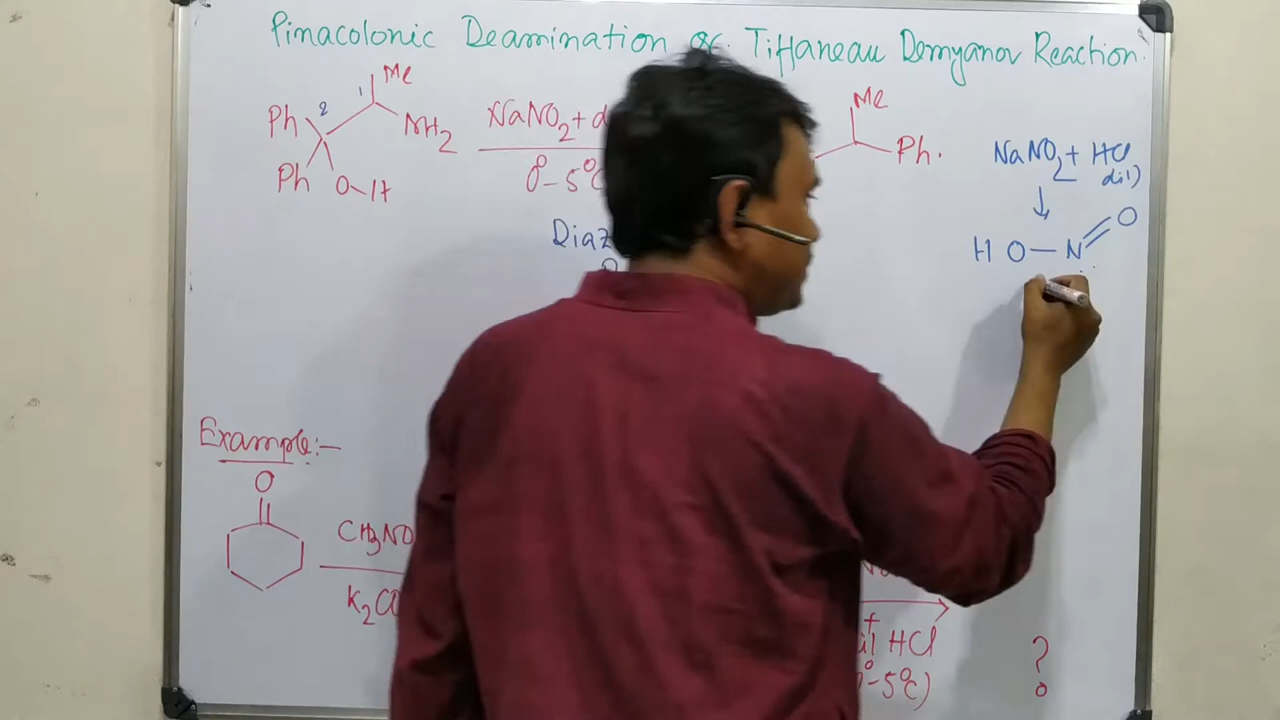 Pinacolonic Deamination or Tiffaneau Demyanov Reaction.
Me
1
2
Ph
NH2
Ph
O-H
NaNO2 + d
0°-5°C
Me
Ph.
NaNO2 + HCl
dil)
H O-N=O
Diaz
Example:-
O
CH3NO
K2CO
+
dil HCl
0°-5°C)
?